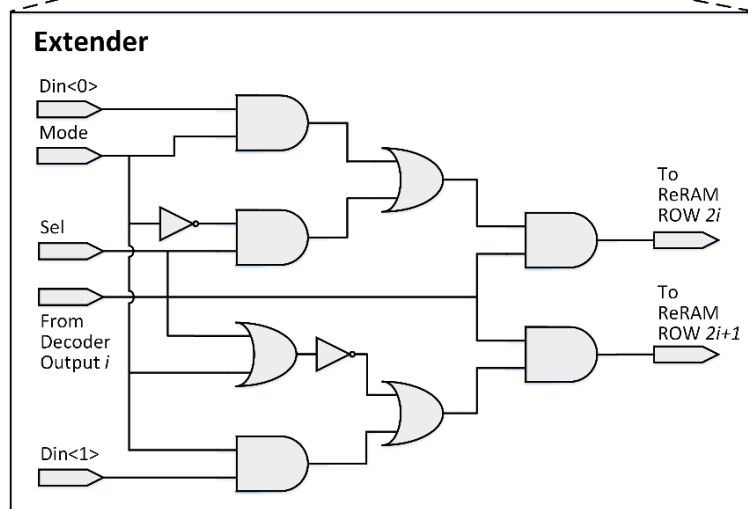 Extender
Din<0>
Mode
Sel
From
Decoder
Output i
Din<1>
To
ReRAM
ROW 2i
To
ReRAM
ROW 2i+1